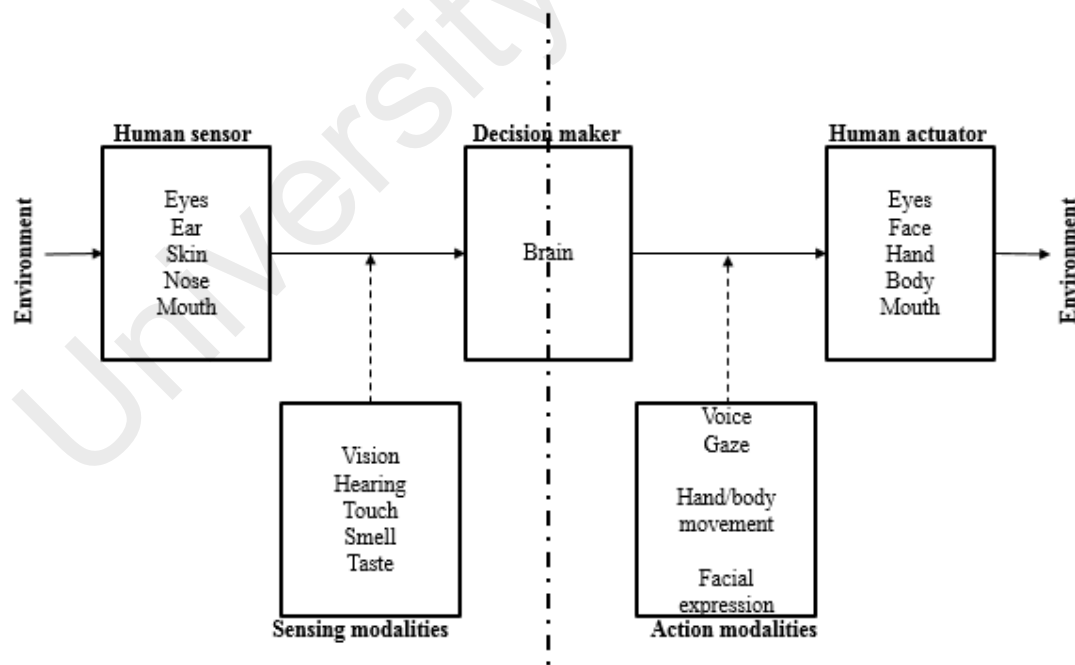 University
Human sensor
Decision maker
Human actuator
Environment
Eyes
Ear
Skin
Nose
Mouth
Brain
Eyes
Face
Hand
Body
Mouth
Environment
Vision
Hearing
Touch
Smell
Taste
Sensing modalities
Voice
Gaze
Hand/body
movement
Facial
expression
Action modalities